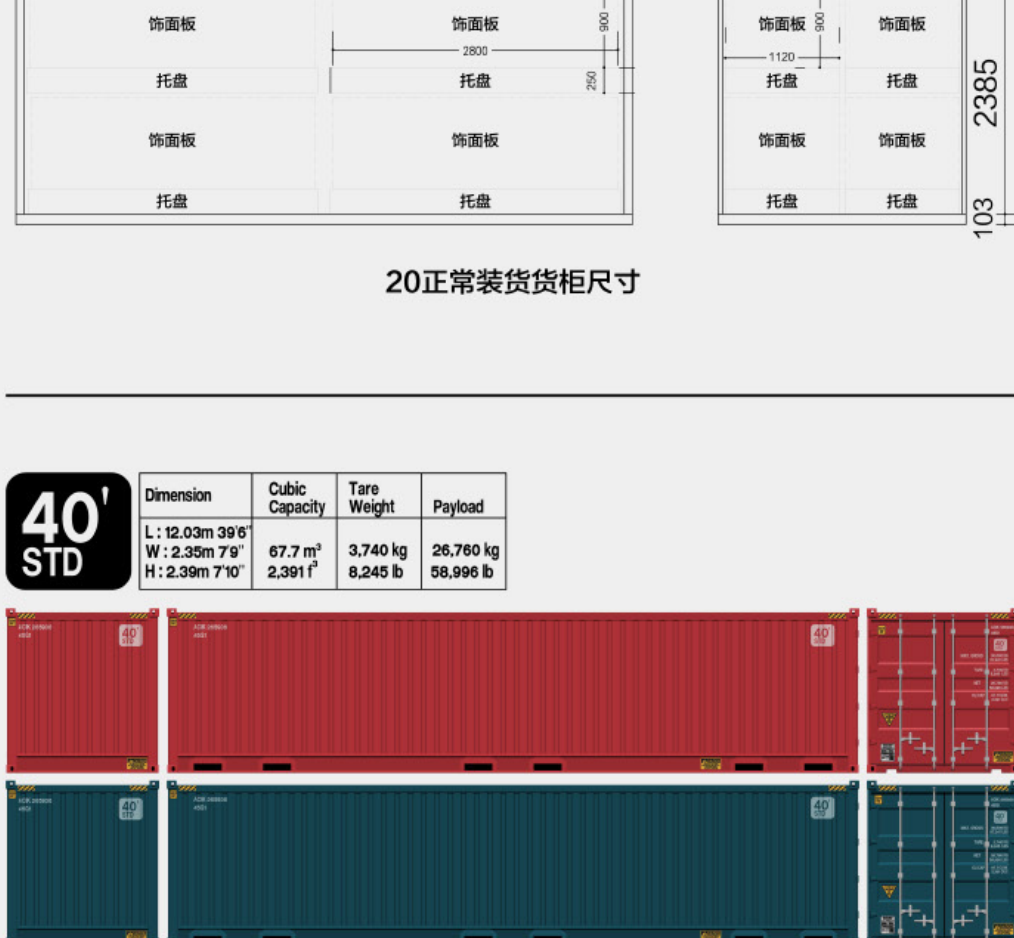 饰面板 饰面板 900 饰面板 900
2800 1120
托盘 托盘 250 托盘 2385
饰面板 饰面板 饰面板 饰面板
托盘 托盘 托盘 托盘 103
20正常装货货柜尺寸
40' STD
Dimension Cubic Capacity Tare Weight Payload
L : 12.03m 39'6"
W : 2.35m 7'9" 67.7 m³ 3,740 kg 26,760 kg
H : 2.39m 7'10" 2,391 f³ 8,245 lb 58,996 lb
40' STD 40' STD 40'
40' STD 40' STD 40'